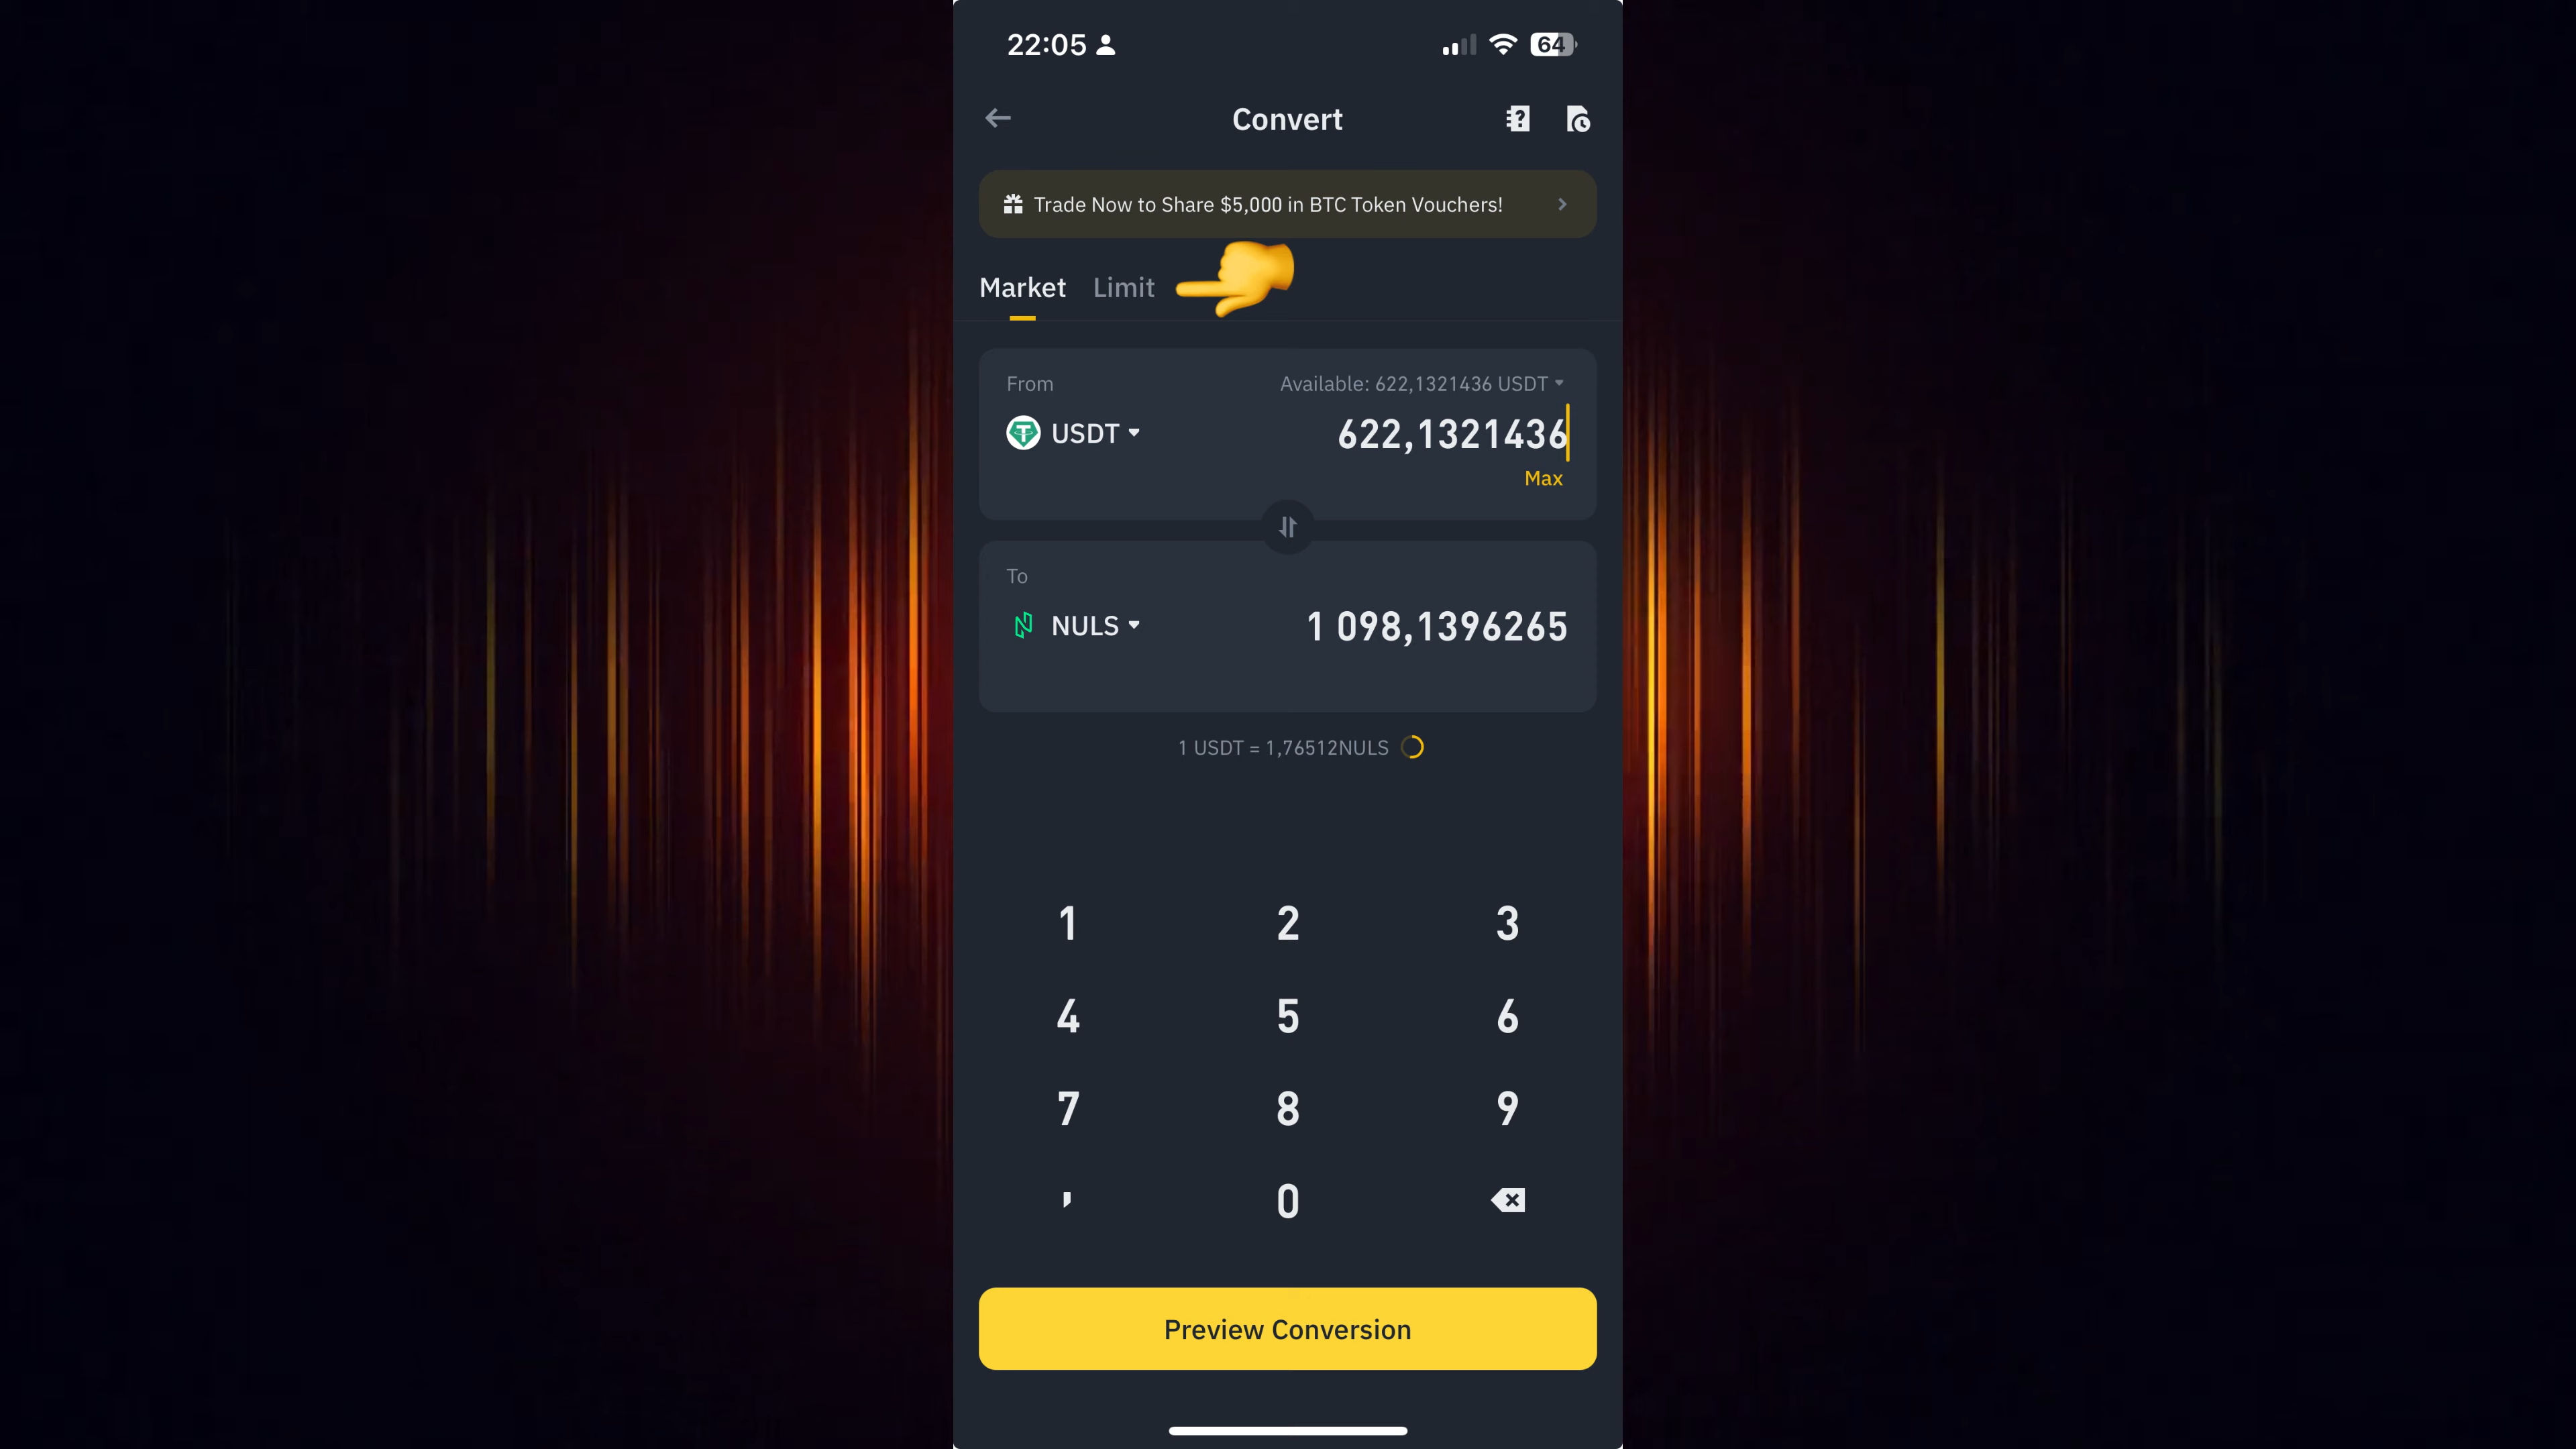 22:05
64
Convert
Trade Now to Share $5,000 in BTC Token Vouchers!
Market Limit
From Available: 622,1321436 USDT
USDT 622,1321436
Max
To
NULS 1 098,1396265
1 USDT = 1,76512NULS
1 2 3
4 5 6
7 8 9
, 0
Preview Conversion